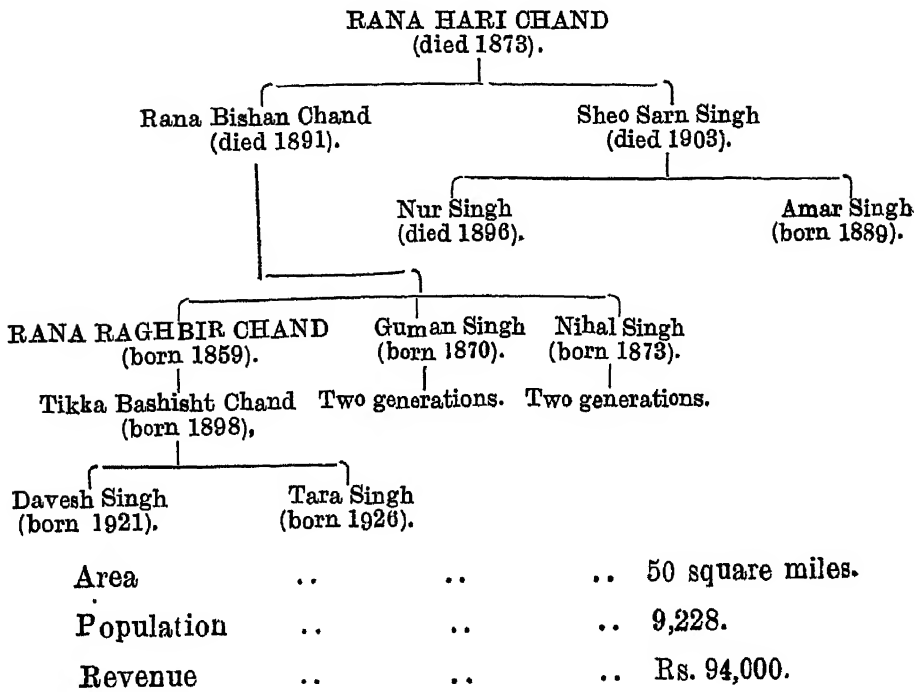 RANA HARI CHAND
(died 1873).
Rana Bishan Chand Sheo Sarn Singh
(died 1891). (died 1903).
Nur Singh Amar Singh
(died 1896). (born 1889).
RANA RAGHBIR CHAND Guman Singh Nihal Singh
(born 1859). (born 1870). (born 1873).
Tikka Bashisht Chand Two generations. Two generations.
(born 1898),
Davesh Singh Tara Singh
(born 1921). (born 1926).
Area .. .. .. 50 square miles.
Population .. .. .. 9,228.
Revenue .. .. .. Rs. 94,000.